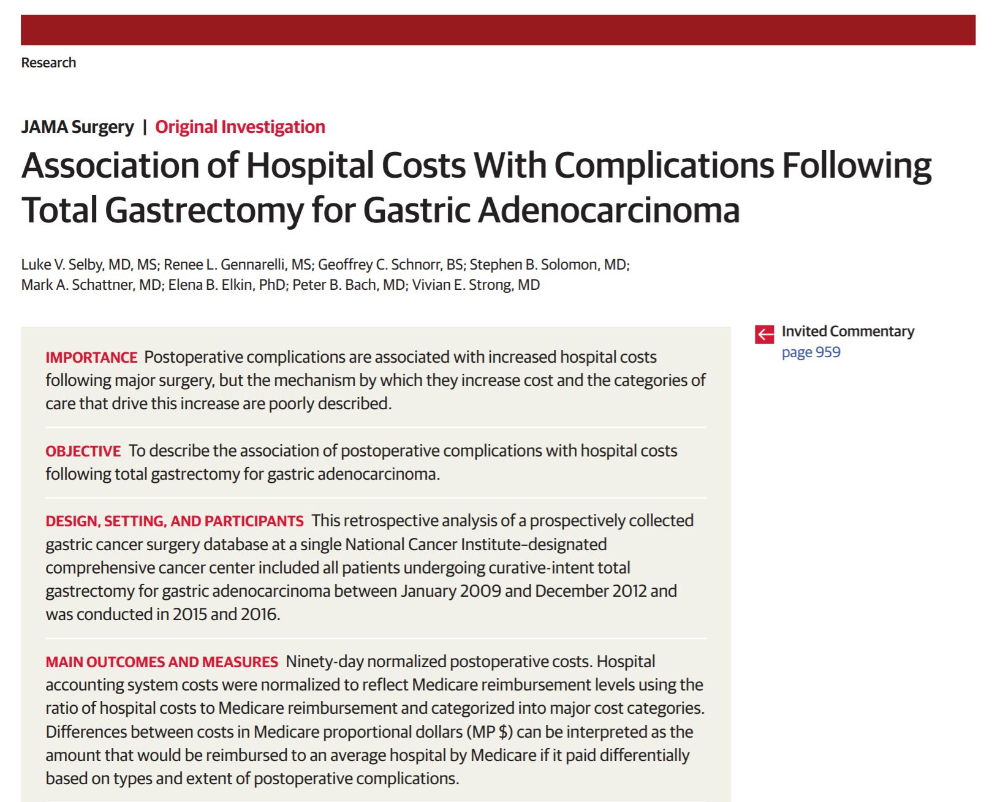 Research
JAMA Surgery | Original Investigation
Association of Hospital Costs With Complications Following
Total Gastrectomy for Gastric Adenocarcinoma
Luke V. Selby, MD, MS; Renee L. Gennarelli, MS; Geoffrey C. Schnorr, BS; Stephen B. Solomon, MD;
Mark A. Schattner, MD; Elena B. Elkin, PhD; Peter B. Bach, MD; Vivian E. Strong, MD
Invited Commentary
page 959
IMPORTANCE Postoperative complications are associated with increased hospital costs
following major surgery, but the mechanism by which they increase cost and the categories of
care that drive this increase are poorly described.
OBJECTIVE To describe the association of postoperative complications with hospital costs
following total gastrectomy for gastric adenocarcinoma.
DESIGN, SETTING, AND PARTICIPANTS This retrospective analysis of a prospectively collected
gastric cancer surgery database at a single National Cancer Institute–designated
comprehensive cancer center included all patients undergoing curative-intent total
gastrectomy for gastric adenocarcinoma between January 2009 and December 2012 and
was conducted in 2015 and 2016.
MAIN OUTCOMES AND MEASURES Ninety-day normalized postoperative costs. Hospital
accounting system costs were normalized to reflect Medicare reimbursement levels using the
ratio of hospital costs to Medicare reimbursement and categorized into major cost categories.
Differences between costs in Medicare proportional dollars (MP $) can be interpreted as the
amount that would be reimbursed to an average hospital by Medicare if it paid differentially
based on types and extent of postoperative complications.